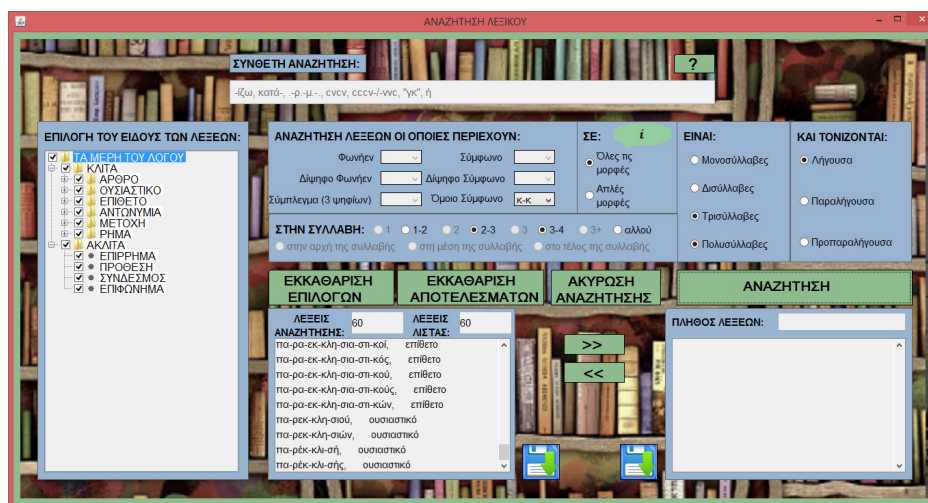 ΑΝΑΖΗΤΗΣΗ ΛΕΞΙΚΟΥ
ΣΥΝΘΕΤΗ ΑΝΑΖΗΤΗΣΗ:
?
-ίζω, κατά-, .-ρ.-μ.-., cvcv, cccv-/-vvc, "γκ", ή
ΕΠΙΛΟΓΗ ΤΟΥ ΕΙΔΟΥΣ ΤΩΝ ΛΕΞΕΩΝ:
ΤΑ ΜΕΡΗ ΤΟΥ ΛΟΓΟΥ
ΚΛΙΤΑ
ΑΡΘΡΟ
ΟΥΣΙΑΣΤΙΚΟ
ΕΠΙΘΕΤΟ
ΑΝΤΩΝΥΜΙΑ
ΜΕΤΟΧΗ
ΡΗΜΑ
ΑΚΛΙΤΑ
ΕΠΙΡΡΗΜΑ
ΠΡΟΘΕΣΗ
ΣΥΝΔΕΣΜΟΣ
ΕΠΙΦΩΝΗΜΑ
ΑΝΑΖΗΤΗΣΗ ΛΕΞΕΩΝ ΟΙ ΟΠΟΙΕΣ ΠΕΡΙΕΧΟΥΝ:
Φωνήεν Σύμφωνο
Δίψηφο Φωνήεν Δίψηφο Σύμφωνο
Σύμπλεγμα (3 ψηφίων) Όμοιο Σύμφωνο Κ-Κ
ΣΕ: i
Όλες τις
μορφές
Απλές
μορφές
ΕΙΝΑΙ:
Μονοσύλλαβες
Δισύλλαβες
Τρισύλλαβες
Πολυσύλλαβες
ΚΑΙ ΤΟΝΙΖΟΝΤΑΙ:
Λήγουσα
Παραλήγουσα
Προπαραλήγουσα
ΣΤΗΝ ΣΥΛΛΑΒΗ: 1 1-2 2 2-3 3 3-4 3+ αλλού
στην αρχή της συλλαβής στη μέση της συλλαβής στο τέλος της συλλαβής
ΕΚΚΑΘΑΡΙΣΗ
ΕΠΙΛΟΓΩΝ
ΕΚΚΑΘΑΡΙΣΗ
ΑΠΟΤΕΛΕΣΜΑΤΩΝ
ΑΚΥΡΩΣΗ
ΑΝΑΖΗΤΗΣΗΣ
ΑΝΑΖΗΤΗΣΗ
ΛΕΞΕΙΣ
ΑΝΑΖΗΤΗΣΗΣ: 60
ΛΕΞΕΙΣ
ΛΙΣΤΑΣ: 60
πα-ρα-εκ-κλη-σια-στι-κοί, επίθετο
πα-ρα-εκ-κλη-σια-στι-κός, επίθετο
πα-ρα-εκ-κλη-σια-στι-κού, επίθετο
πα-ρα-εκ-κλη-σια-στι-κούς, επίθετο
πα-ρα-εκ-κλη-σια-στι-κών, επίθετο
πα-ρεκ-κλη-σιού, ουσιαστικό
πα-ρεκ-κλη-σιών, ουσιαστικό
πα-ρέκ-κλι-σή, ουσιαστικό
πα-ρέκ-κλι-σής, ουσιαστικό
>>
<<
ΠΛΗΘΟΣ ΛΕΞΕΩΝ: